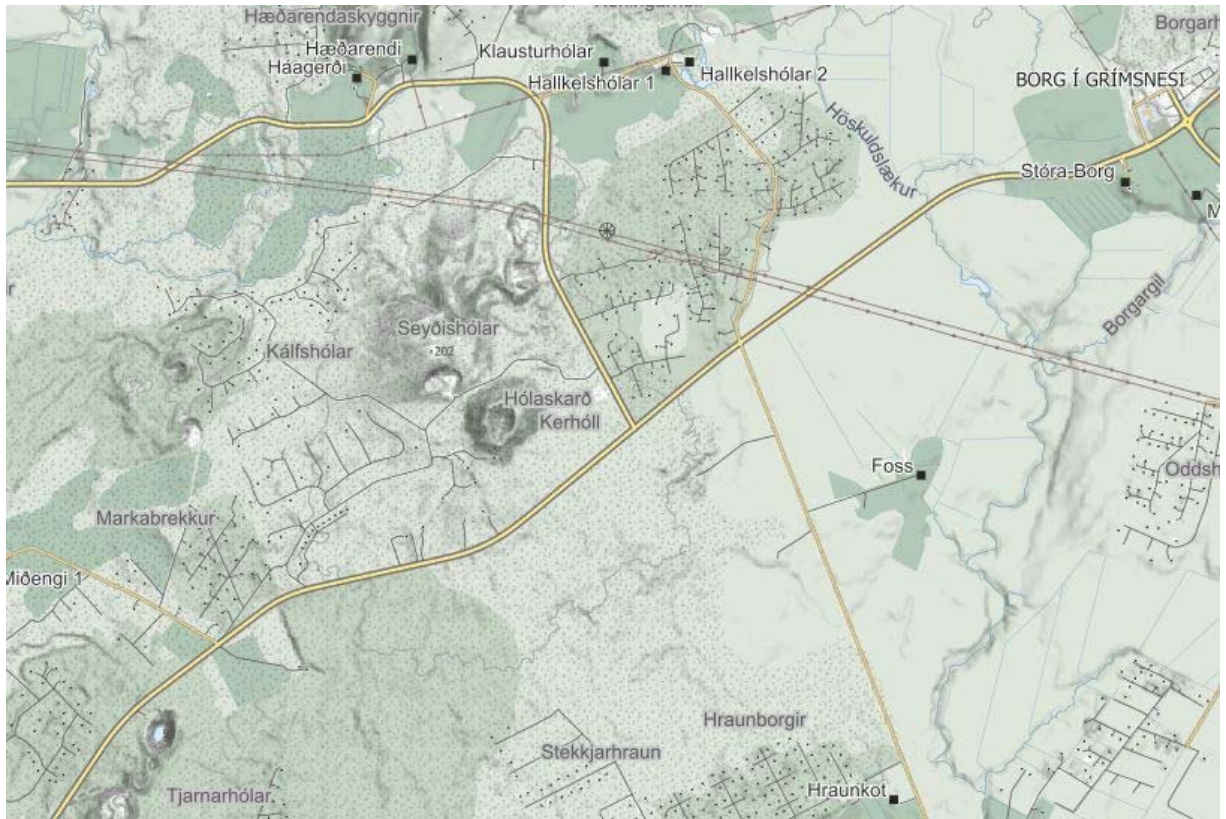 Hæðarendaskyggnir
Borgarh
Hæðarendi
Klausturhólar
Háagerði
Hallkelshólar 1
Hallkelshólar 2
BORG Í GRÍMSNESI
Höskuldslækur
Stóra-Borg
M
r
Borgargil
Seyðishólar
202
Kálfshólar
Hólaskarð
Kerhóll
Foss
Oddsh
Markabrekkur
Miðengi 1
Hraunborgir
Stekkjarhraun
Tjarnarhólar
Hraunkot